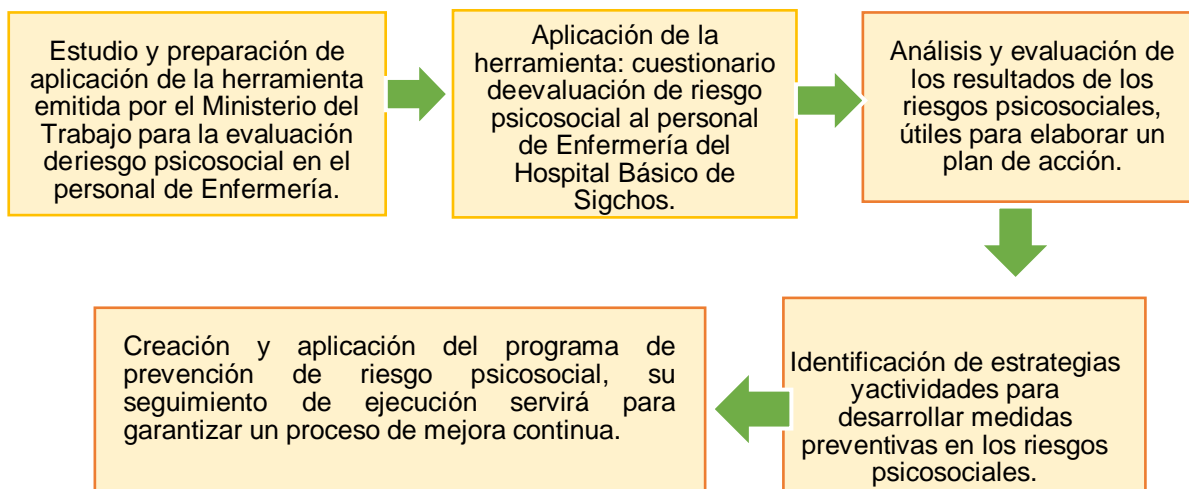 Estudio y preparación de
aplicación de la herramienta
emitida por el Ministerio del
Trabajo para la evaluación
deriesgo psicosocial en el
personal de Enfermería.
Aplicación de la
herramienta: cuestionario
deevaluación de riesgo
psicosocial al personal
de Enfermería del
Hospital Básico de
Sigchos.
Análisis y evaluación de
los resultados de los
riesgos psicosociales,
útiles para elaborar un
plan de acción.
Identificación de estrategias
yactividades para
desarrollar medidas
preventivas en los riesgos
psicosociales.
Creación y aplicación del programa de
prevención de riesgo psicosocial, su
seguimiento de ejecución servirá para
garantizar un proceso de mejora continua.